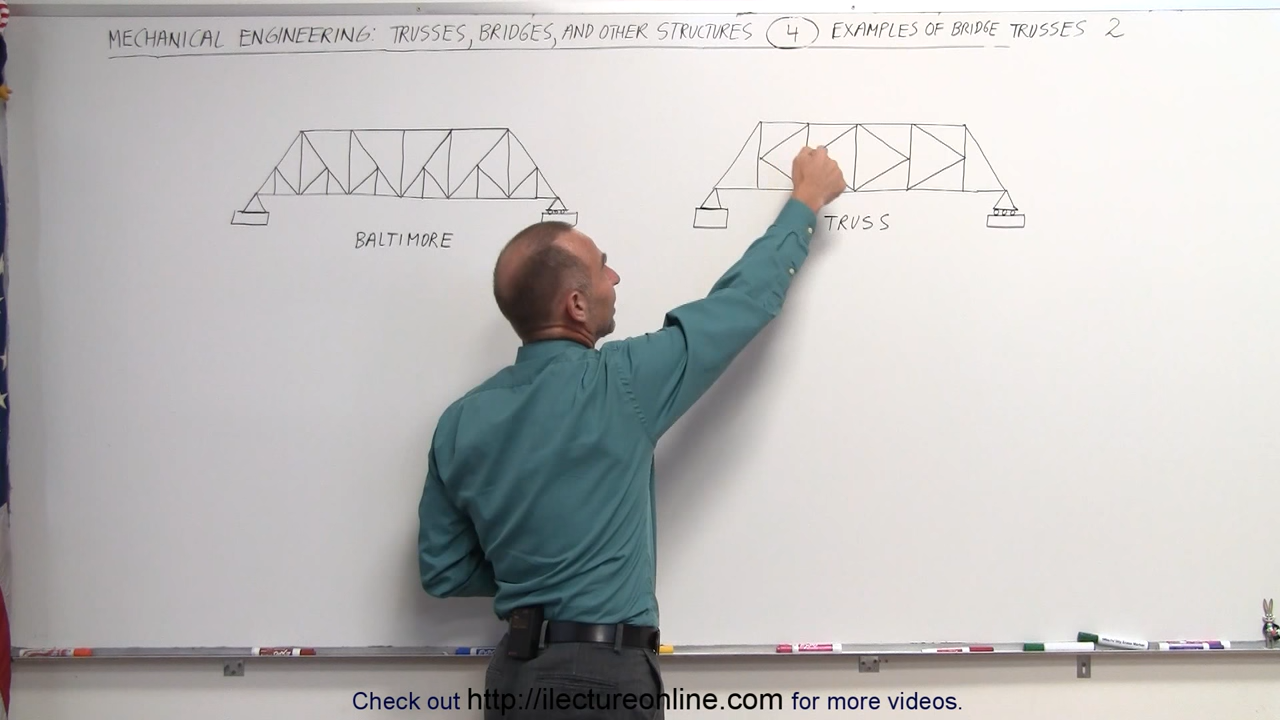 MECHANICAL ENGINEERING: TRUSSES, BRIDGES, AND OTHER STRUCTURES 4 EXAMPLES OF BRIDGE TRUSSES 2
BALTIMORE
TRUSS
Check out http://ilectureonline.com for more videos.